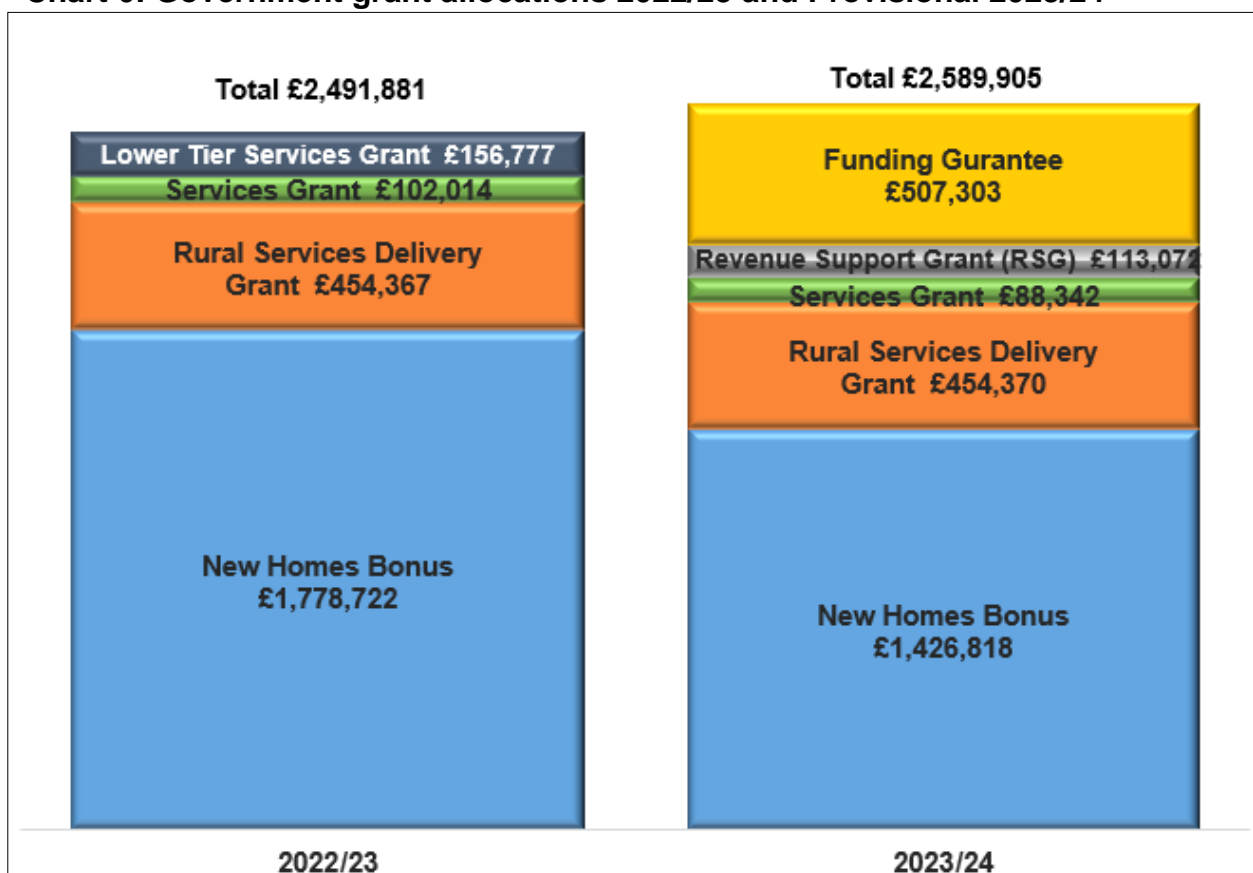 Total £2,491,881
Lower Tier Services Grant £156,777
Services Grant £102,014
Rural Services Delivery
Grant £454,367
New Homes Bonus
£1,778,722
2022/23
Total £2,589,905
Funding Gurantee
£507,303
Revenue Support Grant (RSG) £113,072
Services Grant £88,342
Rural Services Delivery
Grant £454,370
New Homes Bonus
£1,426,818
2023/24